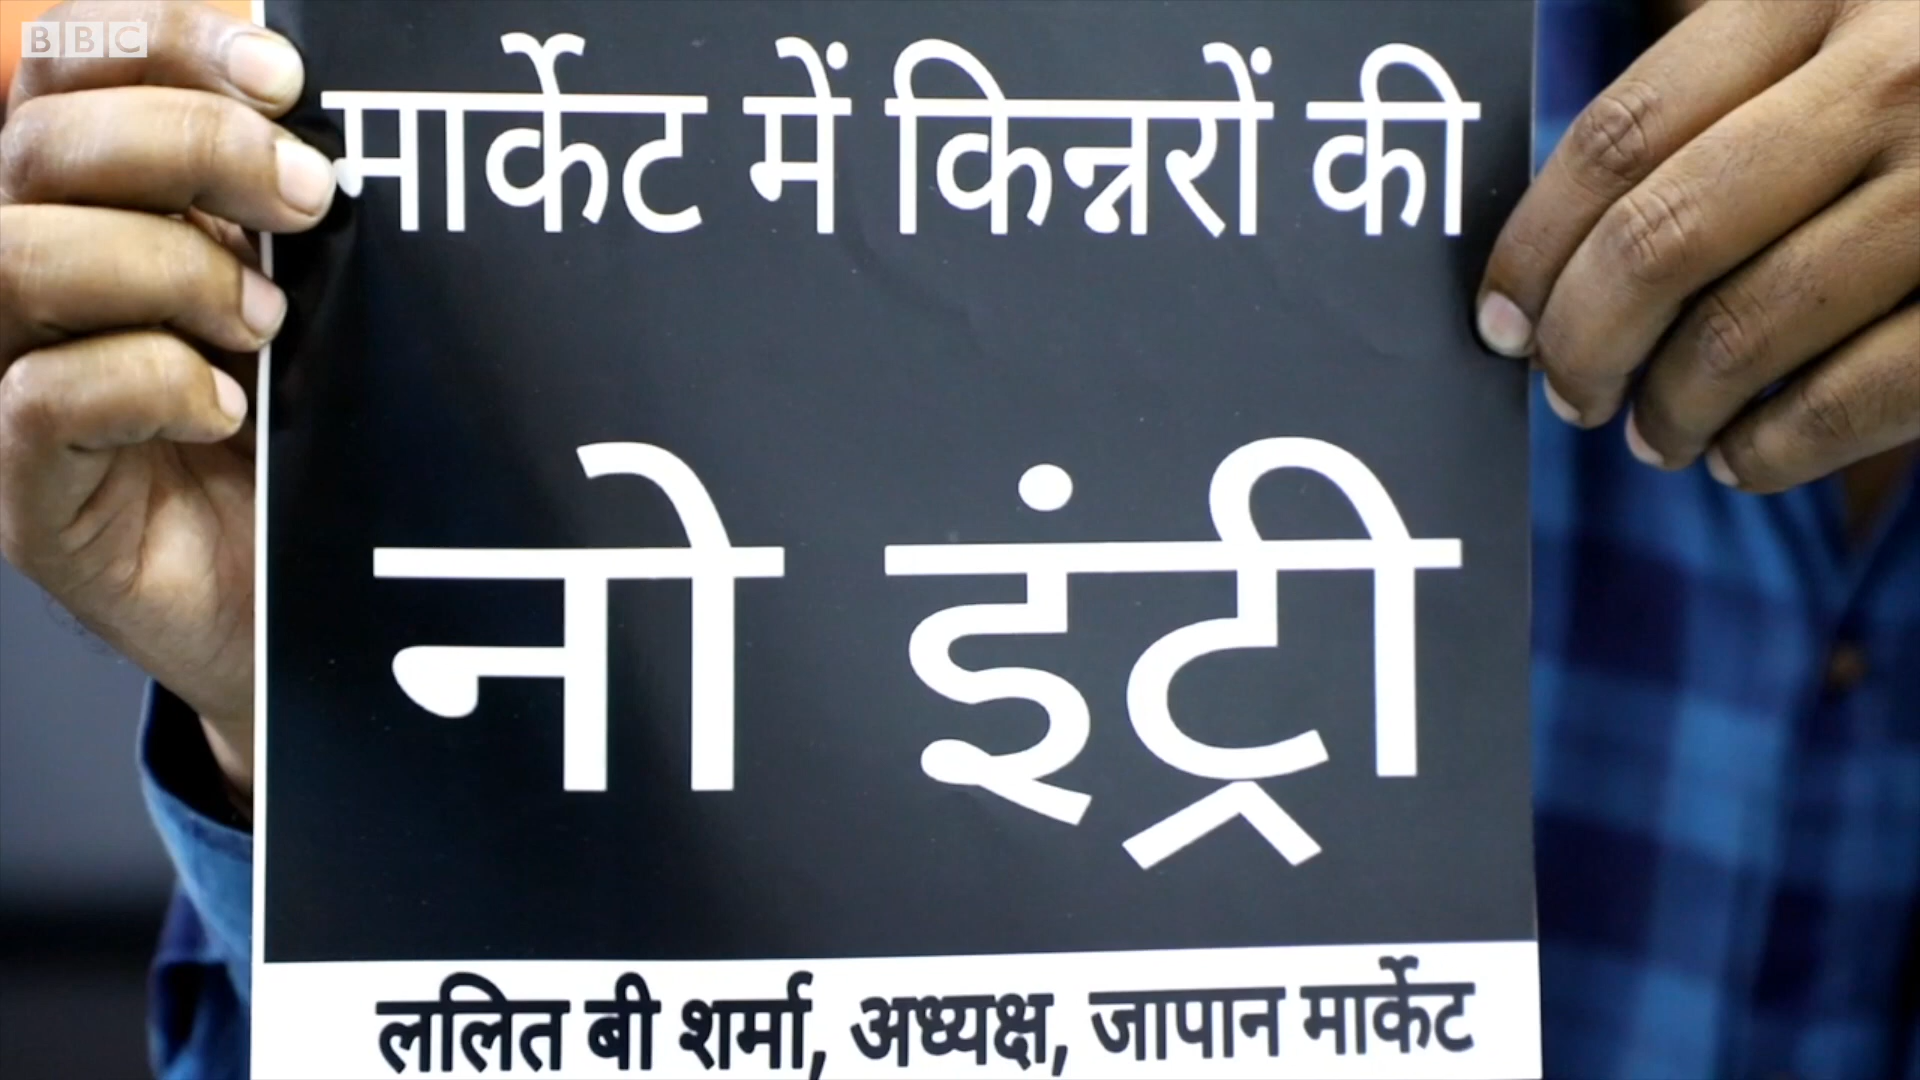 BBC
मार्केट में किन्नरों की
नो इंट्री
ललित बी शर्मा, अध्यक्ष, जापान मार्केट